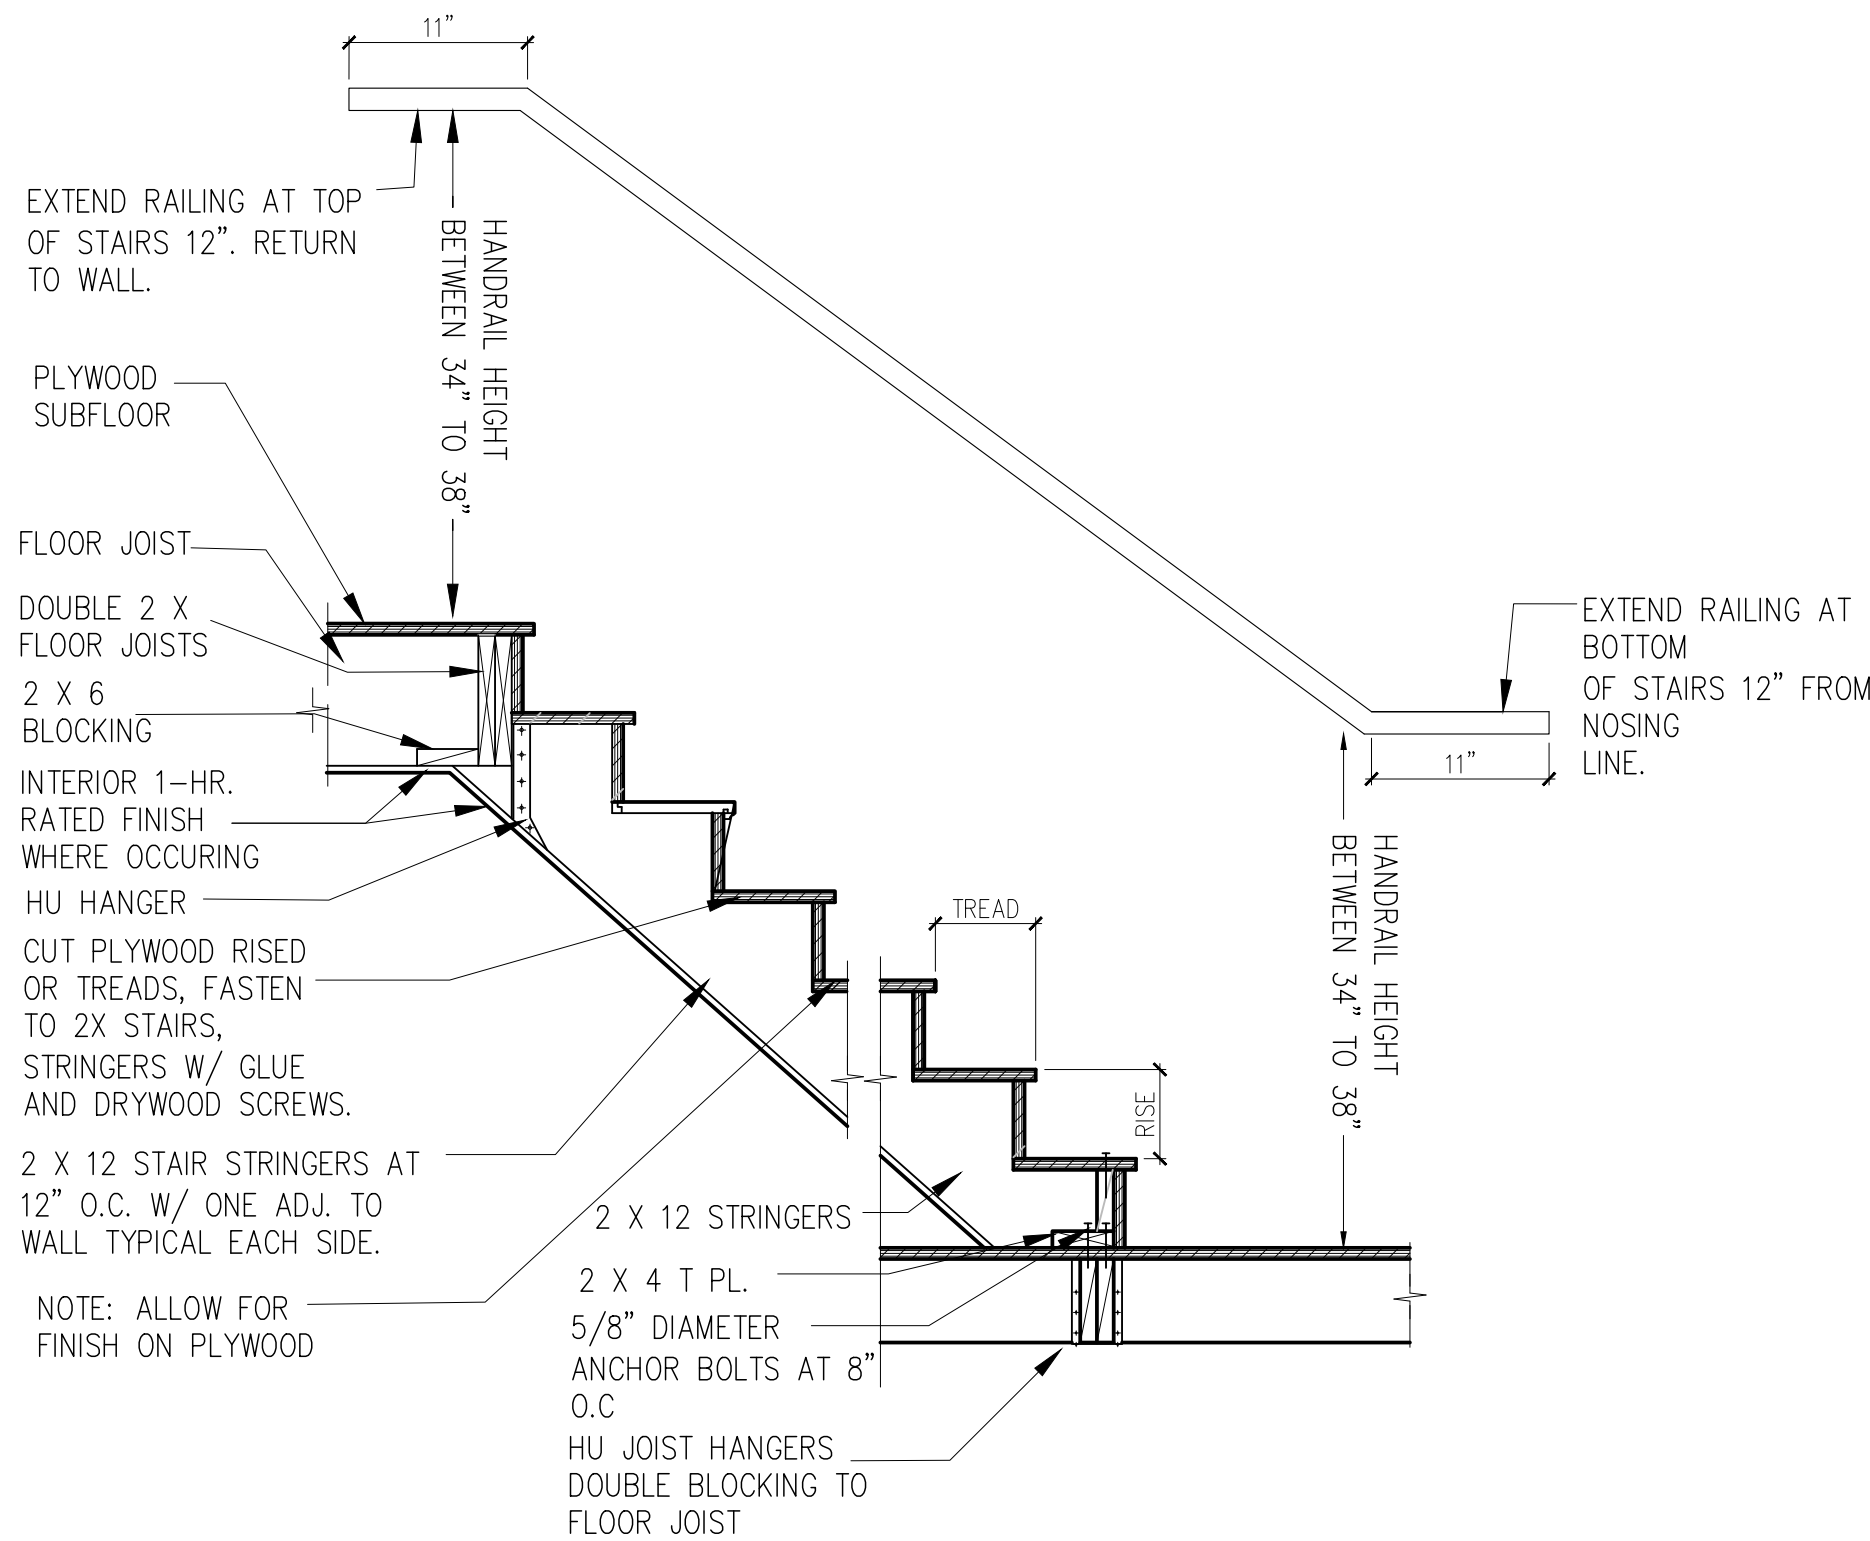 11”
EXTEND RAILING AT TOP
OF STAIRS 12”. RETURN
TO WALL.
HANDRAIL HEIGHT
BETWEEN 34” TO 38”
PLYWOOD
SUBFLOOR
FLOOR JOIST
DOUBLE 2 X
FLOOR JOISTS
2 X 6
BLOCKING
INTERIOR 1-HR.
RATED FINISH
WHERE OCCURING
HU HANGER
CUT PLYWOOD RISED
OR TREADS, FASTEN
TO 2X STAIRS,
STRINGERS W/ GLUE
AND DRYWOOD SCREWS.
2 X 12 STAIR STRINGERS AT
12” O.C. W/ ONE ADJ. TO
WALL TYPICAL EACH SIDE.
NOTE: ALLOW FOR
FINISH ON PLYWOOD
EXTEND RAILING AT
BOTTOM
OF STAIRS 12” FROM
NOSING
LINE.
11”
HANDRAIL HEIGHT
BETWEEN 34” TO 38”
TREAD
RISE
2 X 12 STRINGERS
2 X 4 T PL.
5/8” DIAMETER
ANCHOR BOLTS AT 8”
O.C
HU JOIST HANGERS
DOUBLE BLOCKING TO
FLOOR JOIST